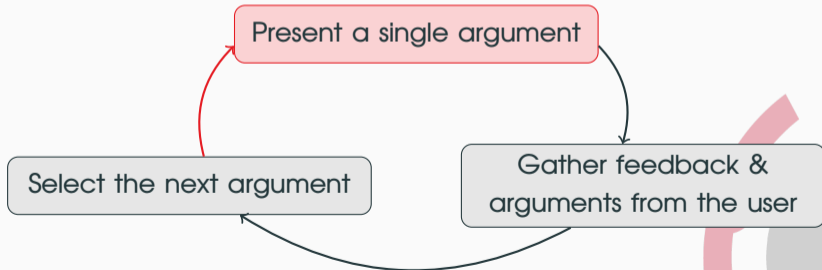 Present a single argument
Select the next argument
Gather feedback &
arguments from the user